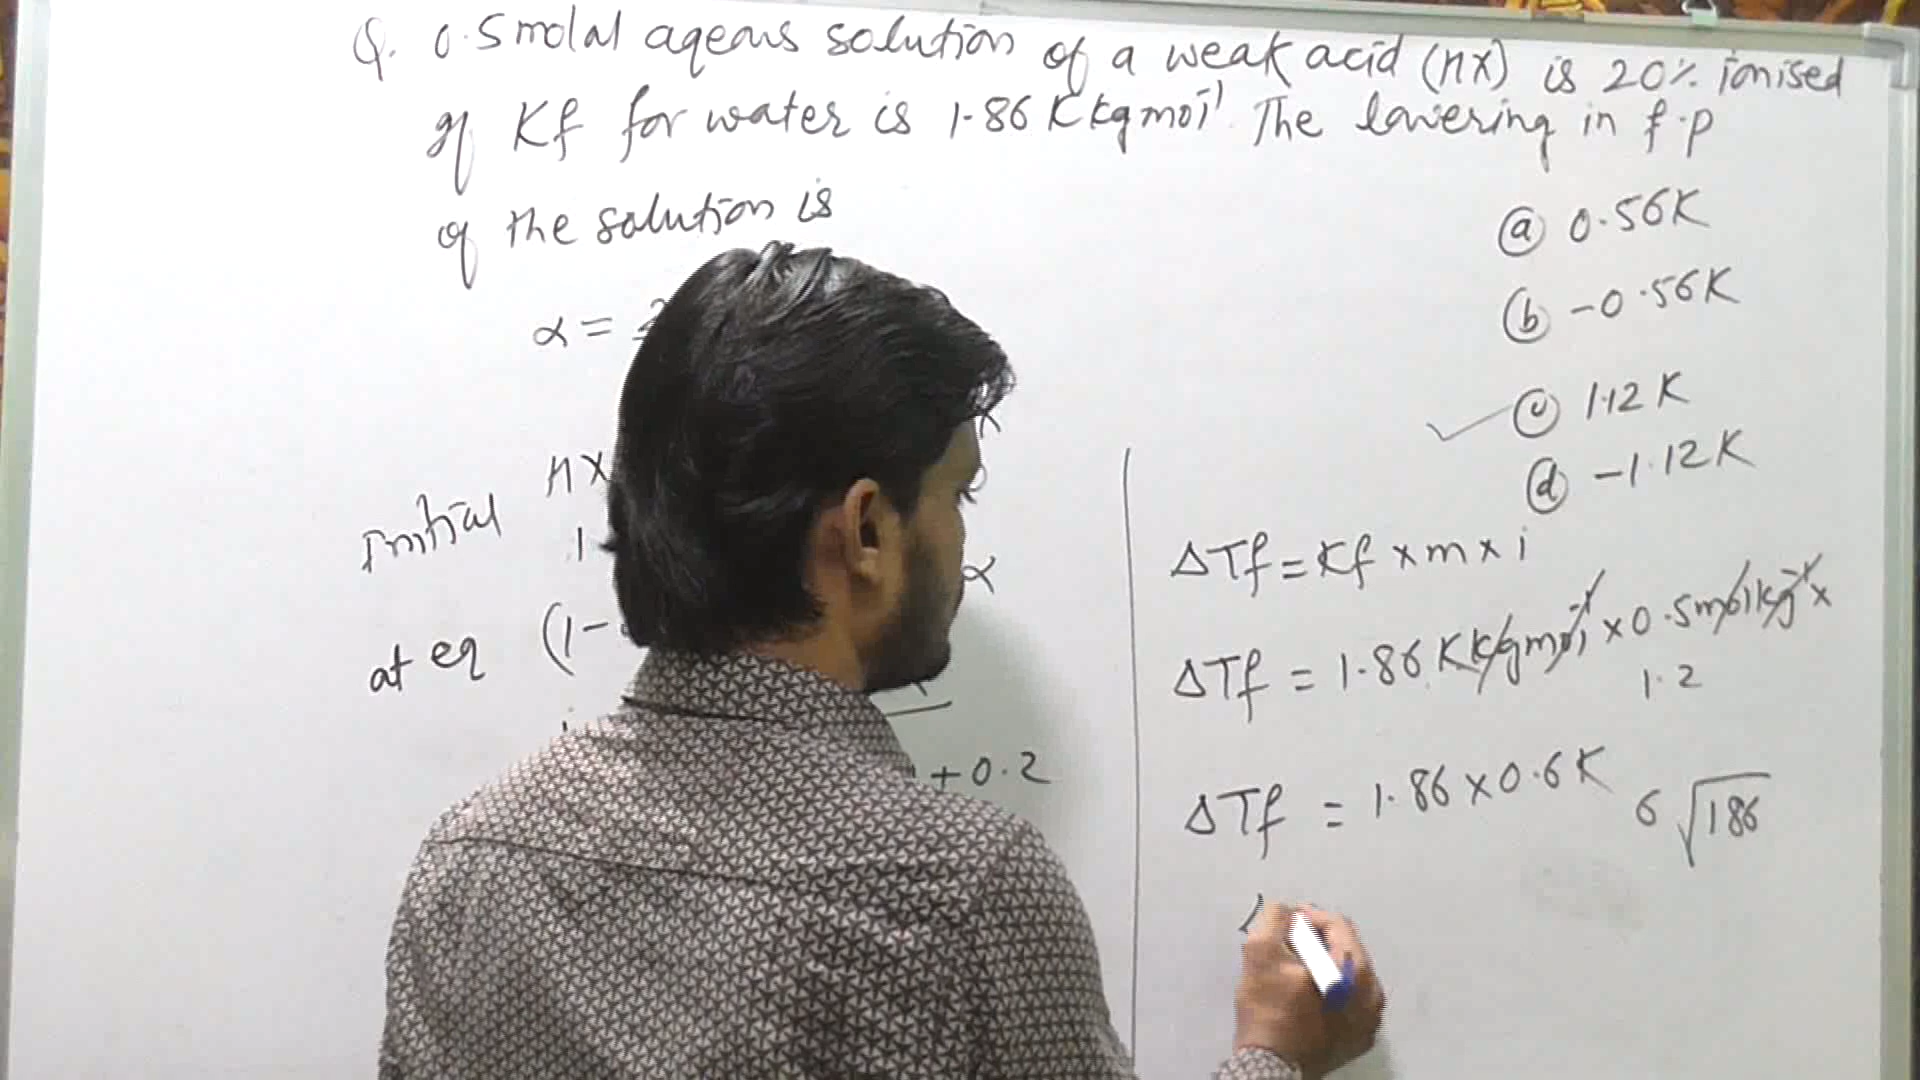 Q. 0.5 molal aqeous solution of a weak acid (HX) is 20% ionised
If Kf for water is 1.86 K kg mol⁻¹. The lowering in f.p
of the solution is
ⓐ 0.56K
ⓑ -0.56K
✓ ⓒ 1.12K
ⓓ -1.12K
α =
HX
Initial 1
α
at eq (1-
+0.2
ΔTf = Kf × m × i
ΔTf = 1.86 K kg mol⁻¹ × 0.5 mol kg⁻¹ ×
1.2
ΔTf = 1.86 × 0.6 K
6 √186
Δ